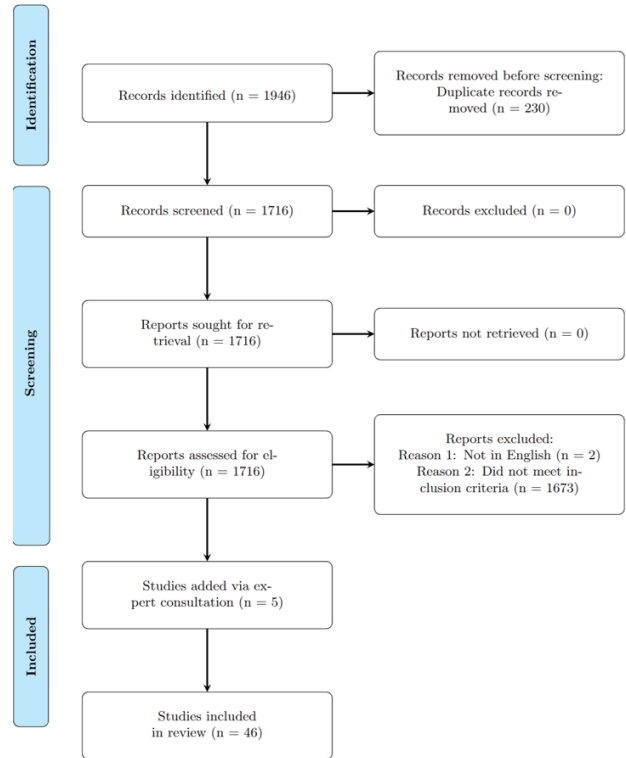 Identification
Records identified (n = 1946)
Records removed before screening:
Duplicate records re-
moved (n = 230)
Screening
Records screened (n = 1716)
Records excluded (n = 0)
Reports sought for re-
trieval (n = 1716)
Reports not retrieved (n = 0)
Reports assessed for el-
igibility (n = 1716)
Reports excluded:
Reason 1: Not in English (n = 2)
Reason 2: Did not meet in-
clusion criteria (n = 1673)
Included
Studies added via ex-
pert consultation (n = 5)
Studies included
in review (n = 46)